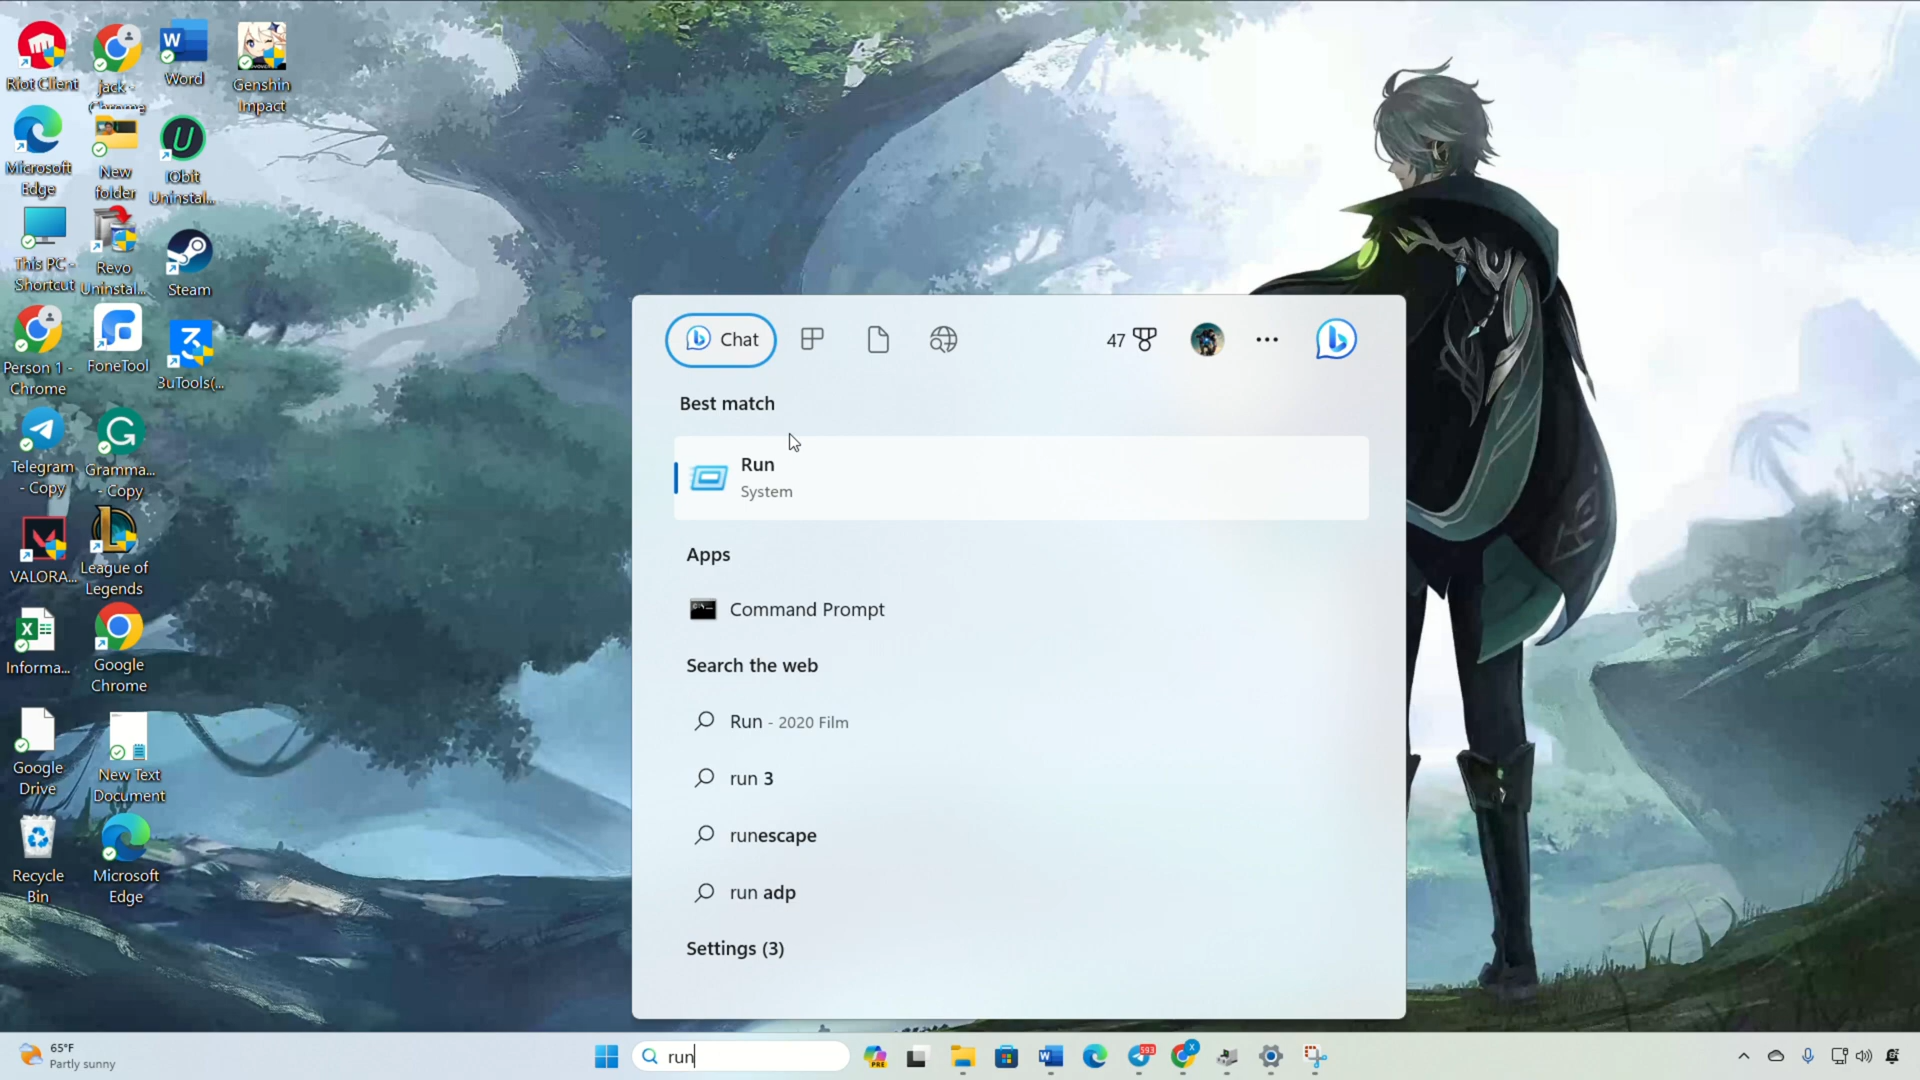 Riot Client
Jack -
Chrome
Word
Genshin
Impact
Microsoft
Edge
New
folder
IObit
Uninstal...
This PC -
Shortcut
Revo
Uninstal...
Steam
Person 1 -
Chrome
FoneTool
3uTools(...
Telegram
- Copy
Gramma...
- Copy
VALORA...
League of
Legends
Informa...
Google
Chrome
Google
Drive
New Text
Document
Recycle
Bin
Microsoft
Edge
Chat
47
Best match
Run
System
Apps
Command Prompt
Search the web
Run - 2020 Film
run 3
runescape
run adp
Settings (3)
65°F
Partly sunny
run
PRE
593
X